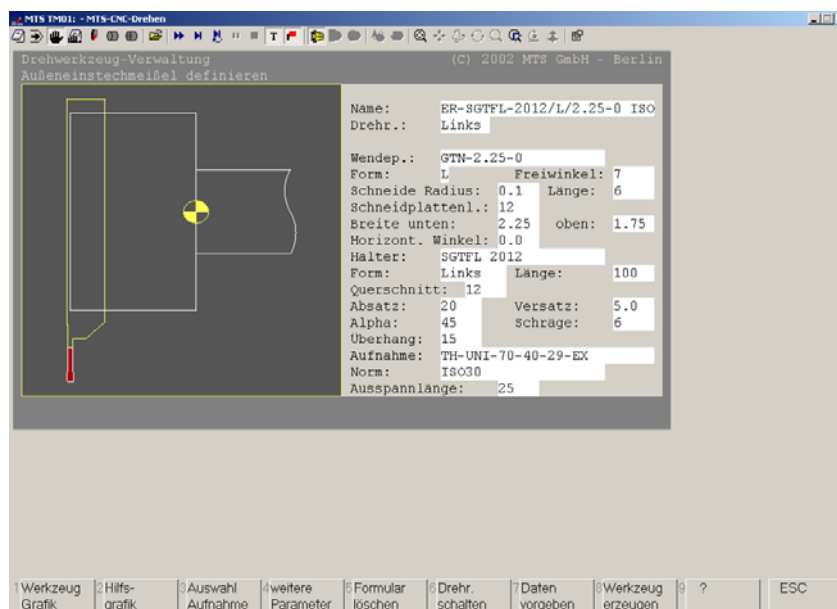 MTS TM01: - MTS-CNC-Drehen
T
Drehwerkzeug-Verwaltung (C) 2002 MTS GmbH - Berlin
Außeneinstechmeißel definieren
Name: ER-SGTFL-2012/L/2.25-0 ISO
Drehr.: Links
Wendep.: GTN-2.25-0
Form: L Freiwinkel: 7
Schneide Radius: 0.1 Länge: 6
Schneidplattenl.: 12
Breite unten: 2.25 oben: 1.75
Horizont. Winkel: 0.0
Halter: SGTFL 2012
Form: Links Länge: 100
Querschnitt: 12
Absatz: 20 Versatz: 5.0
Alpha: 45 Schräge: 6
Überhang: 15
Aufnahme: TH-UNI-70-40-29-EX
Norm: ISO30
Ausspannlänge: 25
1 Werkzeug Grafik
2 Hilfs- grafik
3 Auswahl Aufnahme
4 weitere Parameter
5 Formular löschen
6 Drehr. schalten
7 Daten vorgeben
8 Werkzeug erzeugen
9 ?
ESC